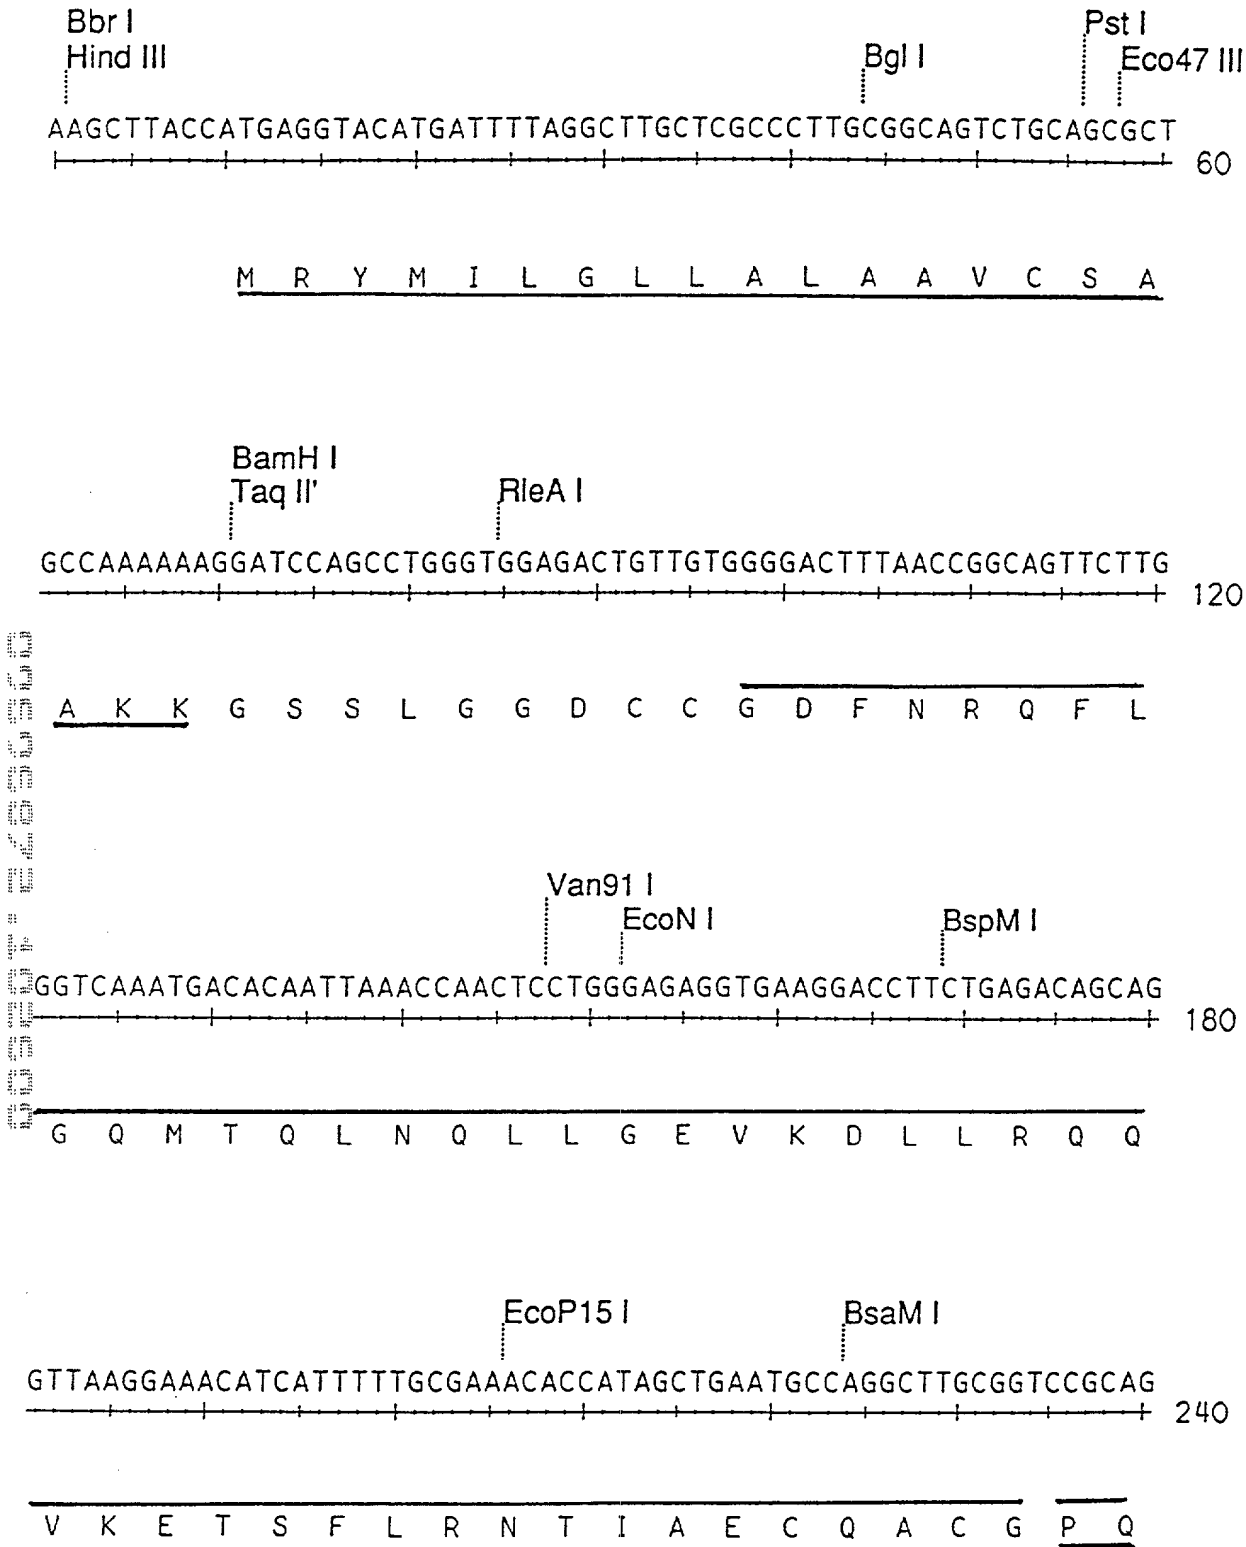 Bbr I
Hind III
Bgl I
Pst I
Eco47 III
AAGCTTACCATGAGGTACATGATTTTAGGCTTGCTCGCCCTTGCGGCAGTCTGCAGCGCT
60
M R Y M I L G L L A L A A V C S A
BamH I
Taq II'
RleA I
GCCAAAAAAGGATCCAGCCTGGGTGGAGACTGTTGTGGGGACTTTAACCGGCAGTTCTTG
120
A K K G S S L G G D C C G D F N R Q F L
Van91 I
EcoN I
BspM I
GGTCAAATGACACAATTAAACCAACTCCTGGGAGAGGTGAAGGACCTTCTGAGACAGCAG
180
G Q M T Q L N Q L L G E V K D L L R Q Q
EcoP15 I
BsaM I
GTTAAGGAAACATCATTTTTGCGAAACACCATAGCTGAATGCCAGGCTTGCGGTCCGCAG
240
V K E T S F L R N T I A E C Q A C G P Q